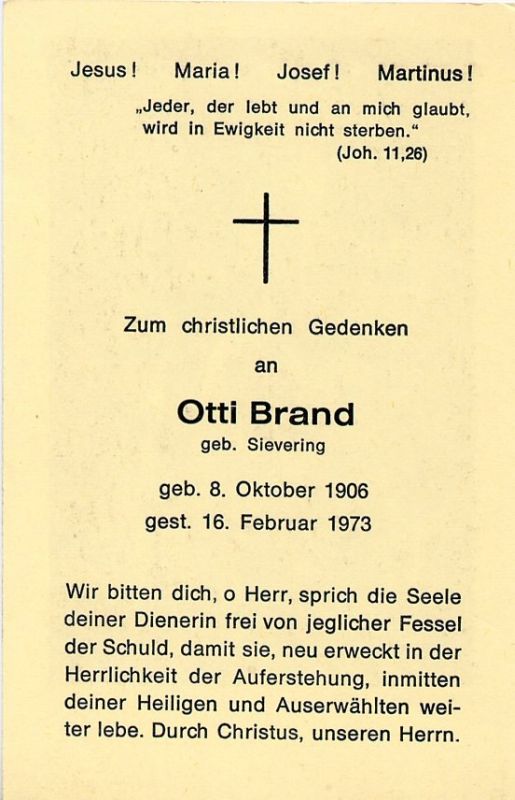 Jesus! Maria! Josef! Martinus!
„Jeder, der lebt und an mich glaubt,
wird in Ewigkeit nicht sterben.“
(Joh. 11,26)
Zum christlichen Gedenken
an
Otti Brand
geb. Sievering
geb. 8. Oktober 1906
gest. 16. Februar 1973
Wir bitten dich, o Herr, sprich die Seele
deiner Dienerin frei von jeglicher Fessel
der Schuld, damit sie, neu erweckt in der
Herrlichkeit der Auferstehung, inmitten
deiner Heiligen und Auserwählten wei-
ter lebe. Durch Christus, unseren Herrn.